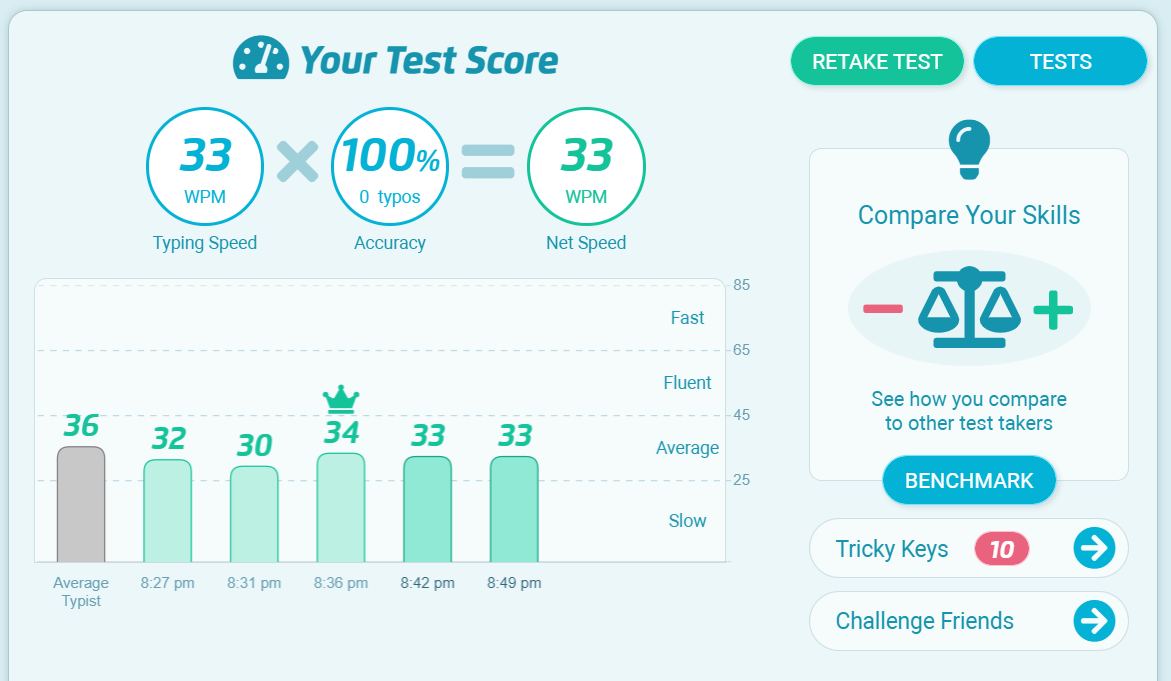 Your Test Score
RETAKE TEST
TESTS
33
WPM
Typing Speed
100%
0 typos
Accuracy
33
WPM
Net Speed
85
65
45
25
Fast
Fluent
Average
Slow
36
32
30
34
33
33
Average
Typist
8:27 pm
8:31 pm
8:36 pm
8:42 pm
8:49 pm
Compare Your Skills
See how you compare
to other test takers
BENCHMARK
Tricky Keys 10
Challenge Friends